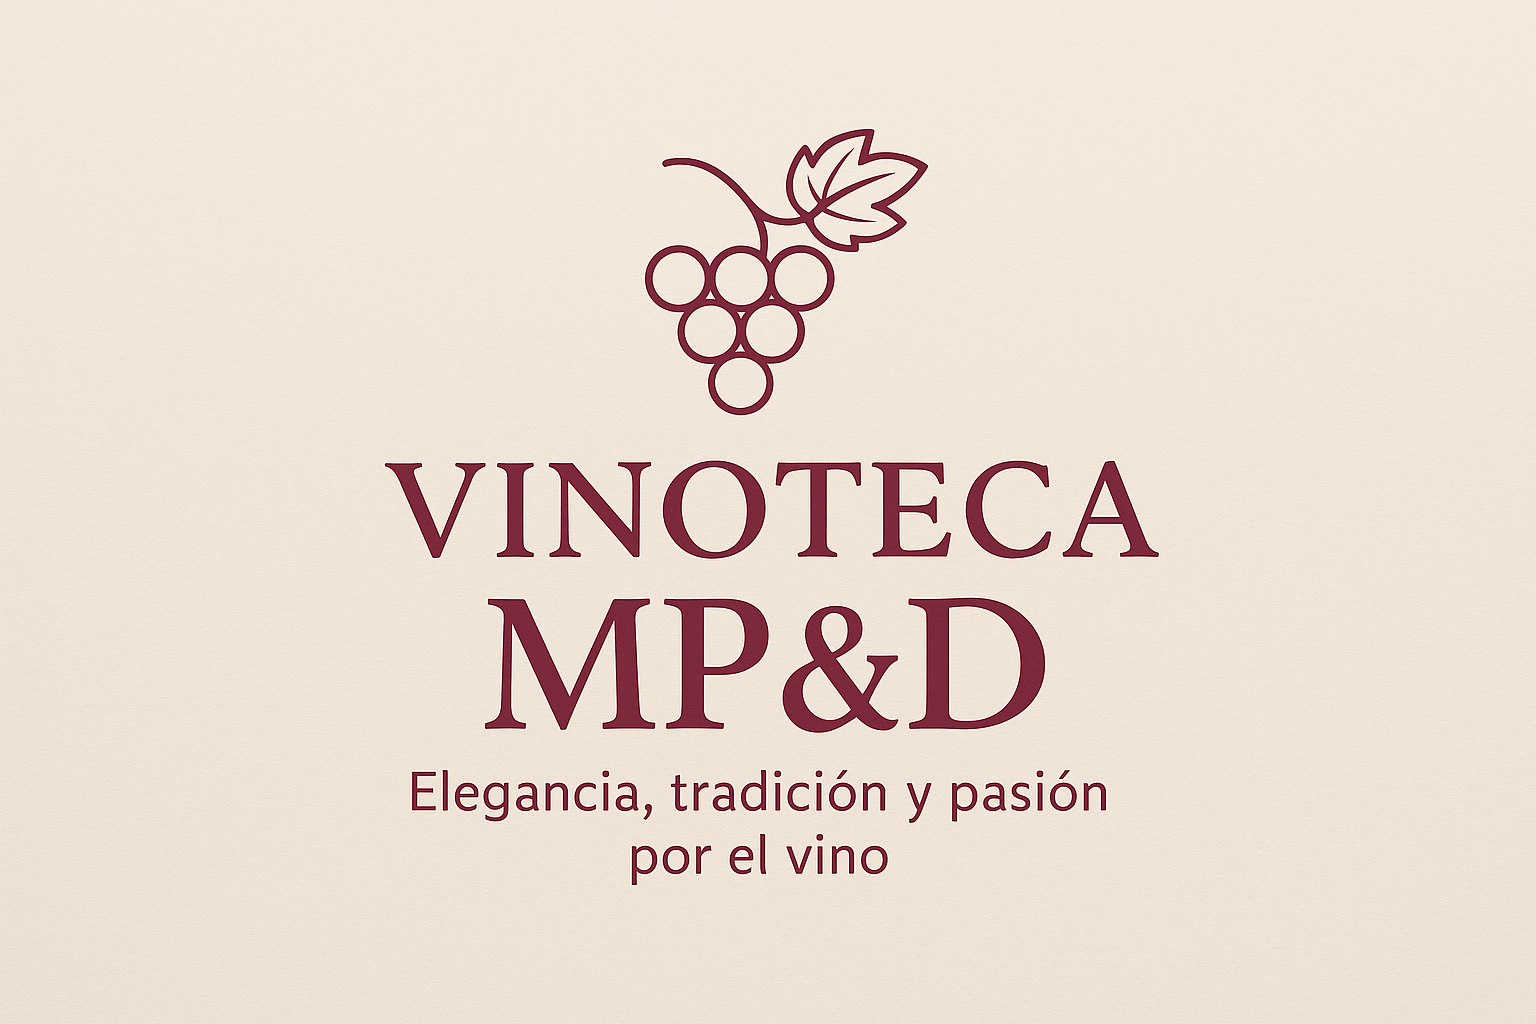 VINOTECA
MP&D
Elegancia, tradición y pasión
por el vino